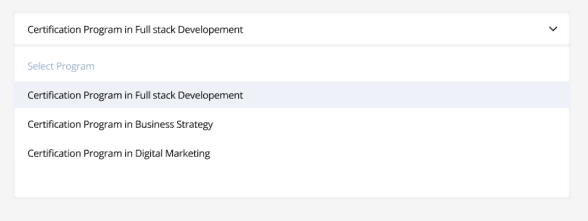 Certification Program in Full stack Developement
Select Program
Certification Program in Full stack Developement
Certification Program in Business Strategy
Certification Program in Digital Marketing